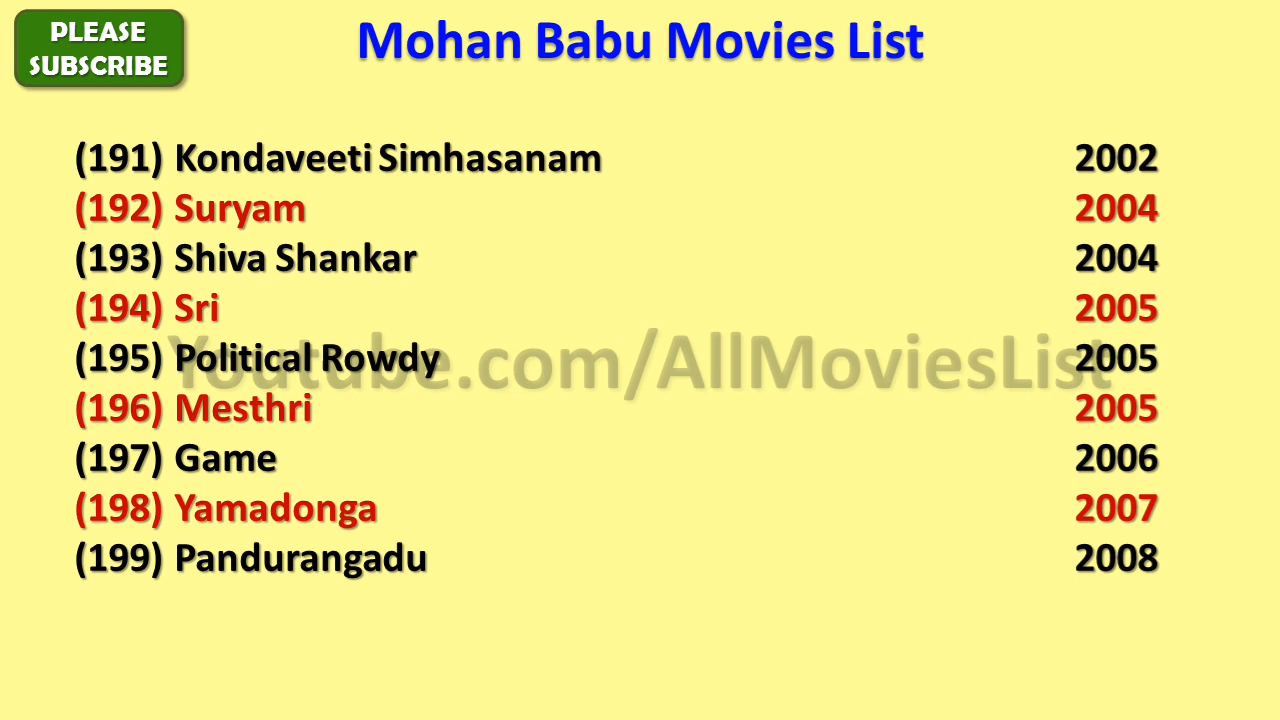 PLEASE
SUBSCRIBE
Mohan Babu Movies List
(191) Kondaveeti Simhasanam 2002
(192) Suryam 2004
(193) Shiva Shankar 2004
(194) Sri 2005
Youtube.com/AllMoviesList
(195) Political Rowdy 2005
(196) Mesthri 2005
(197) Game 2006
(198) Yamadonga 2007
(199) Pandurangadu 2008